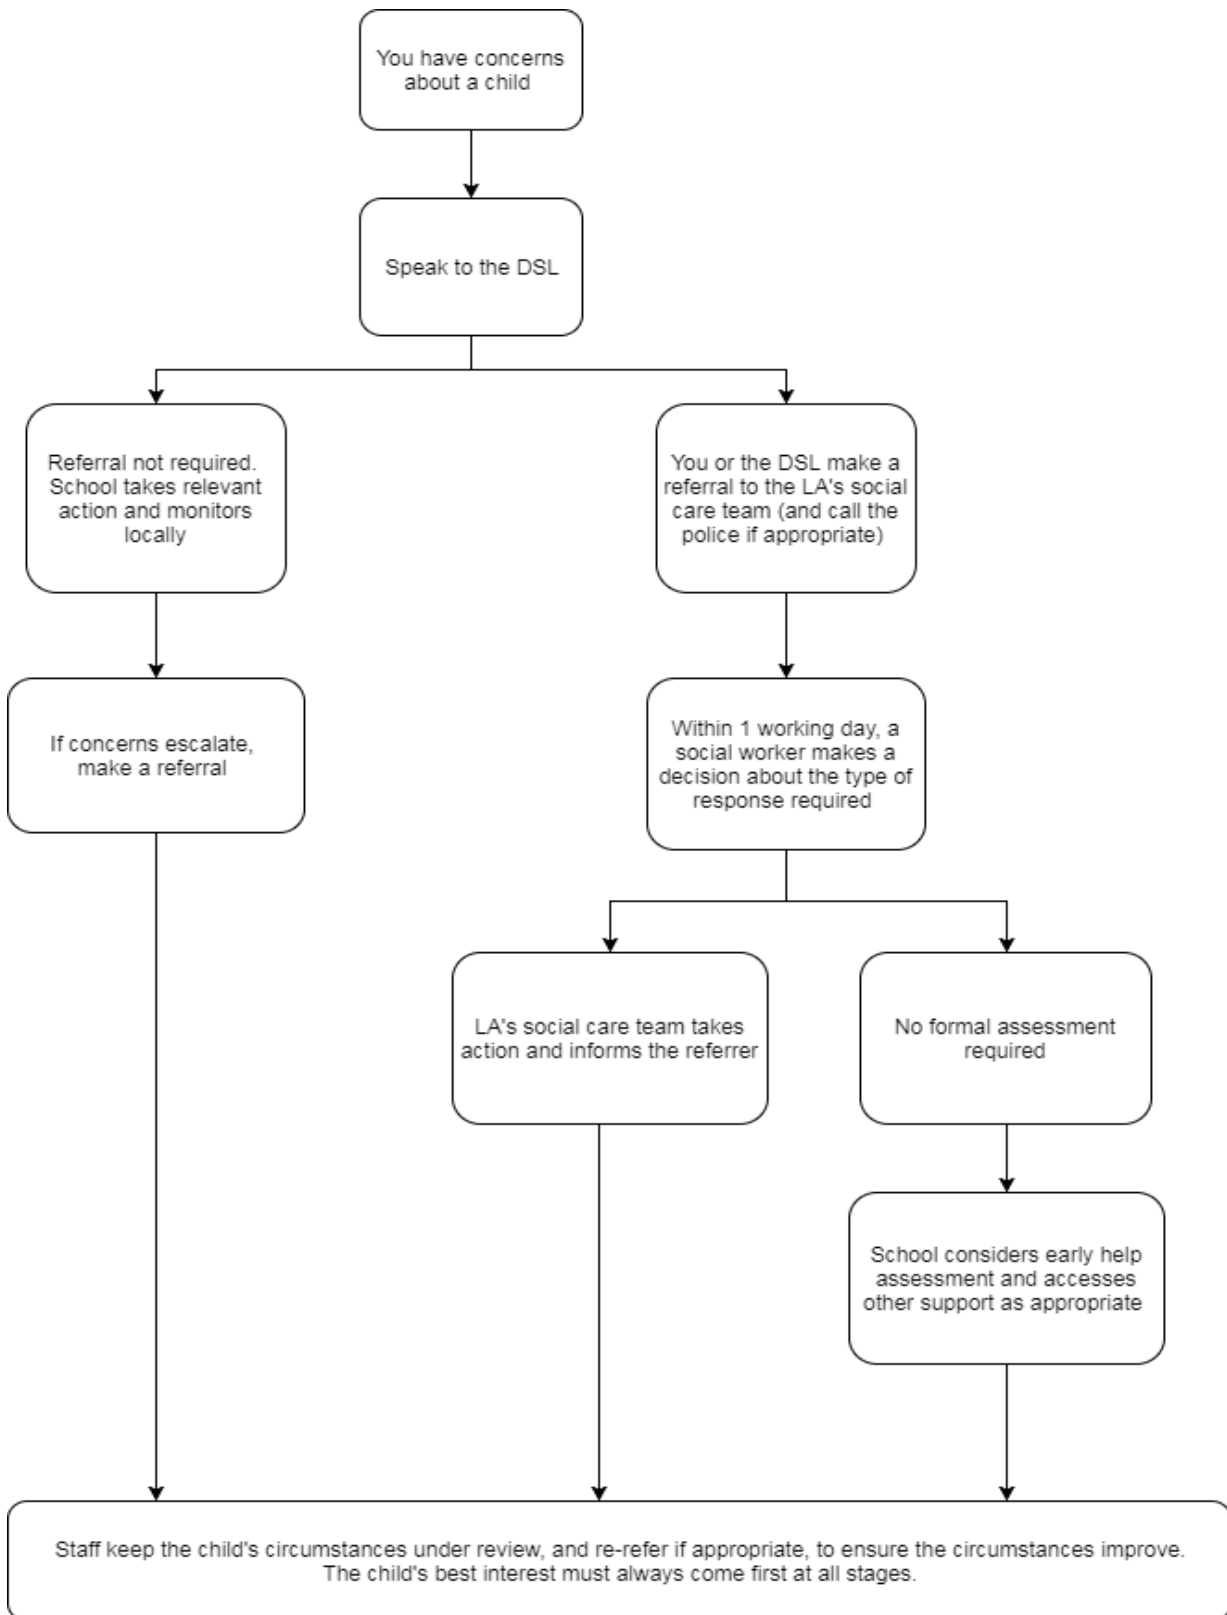 You have concerns
about a child
Speak to the DSL
Referral not required.
School takes relevant
action and monitors
locally
You or the DSL make a
referral to the LA's social
care team (and call the
police if appropriate)
If concerns escalate,
make a referral
Within 1 working day, a
social worker makes a
decision about the type of
response required
LA's social care team takes
action and informs the referrer
No formal assessment
required
School considers early help
assessment and accesses
other support as appropriate
Staff keep the child's circumstances under review, and re-refer if appropriate, to ensure the circumstances improve.
The child's best interest must always come first at all stages.